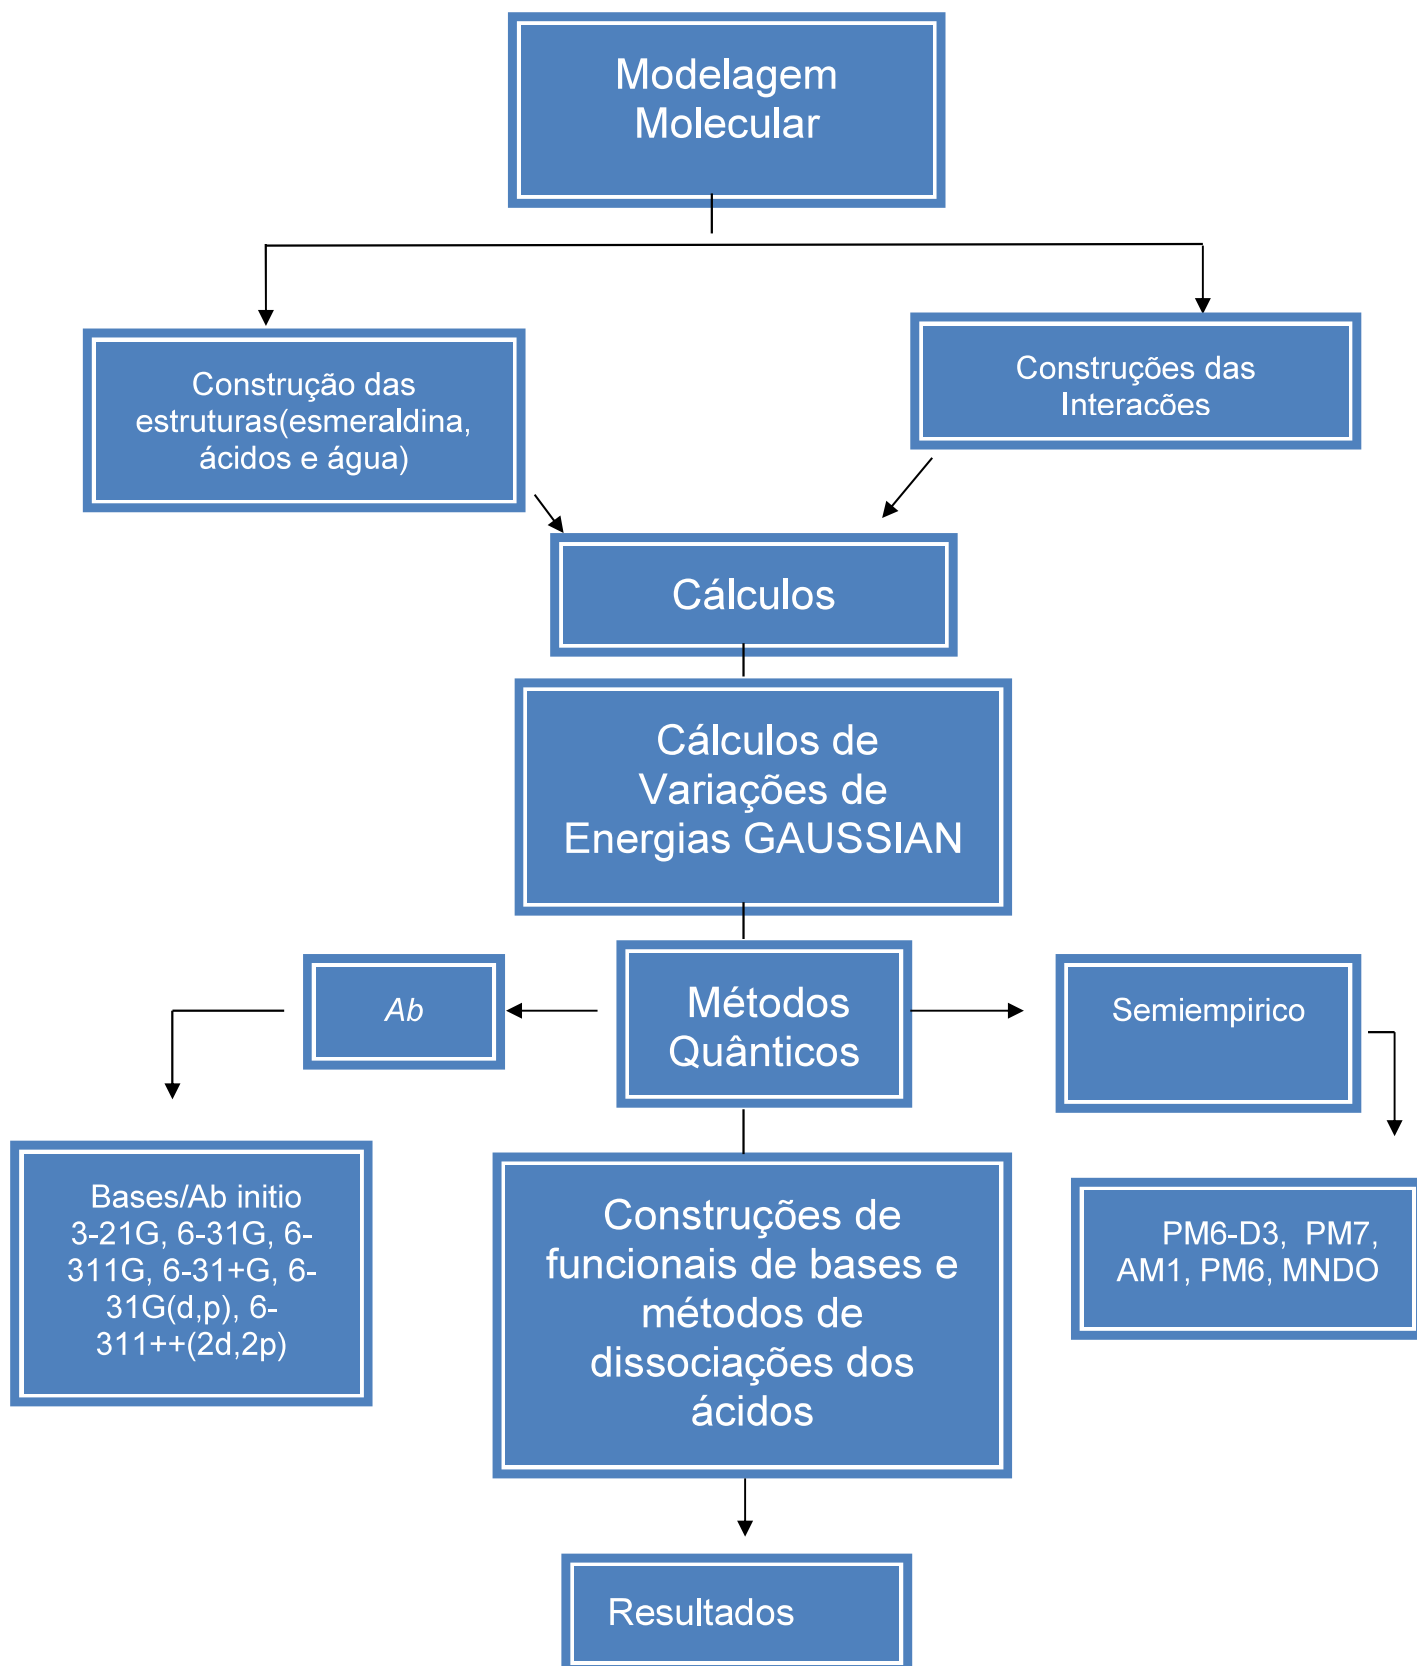 Modelagem
Molecular
Construção das
estruturas(esmeraldina,
ácidos e água)
Construções das
Interacões
Cálculos
Cálculos de
Variações de
Energias GAUSSIAN
Ab
Métodos
Quânticos
Semiempirico
Bases/Ab initio
3-21G, 6-31G, 6-
311G, 6-31+G, 6-
31G(d,p), 6-
311++(2d,2p)
Construções de
funcionais de bases e
métodos de
dissociações dos
ácidos
PM6-D3, PM7,
AM1, PM6, MNDO
Resultados